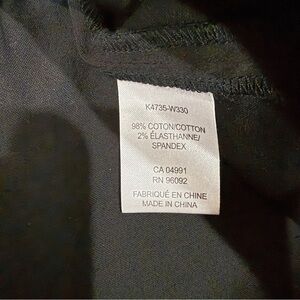 K4735-W330
98% COTON/COTTON
2% ÉLASTHANNE/
SPANDEX
CA 04991
RN 96092
FABRIQUÉ EN CHINE
MADE IN CHINA